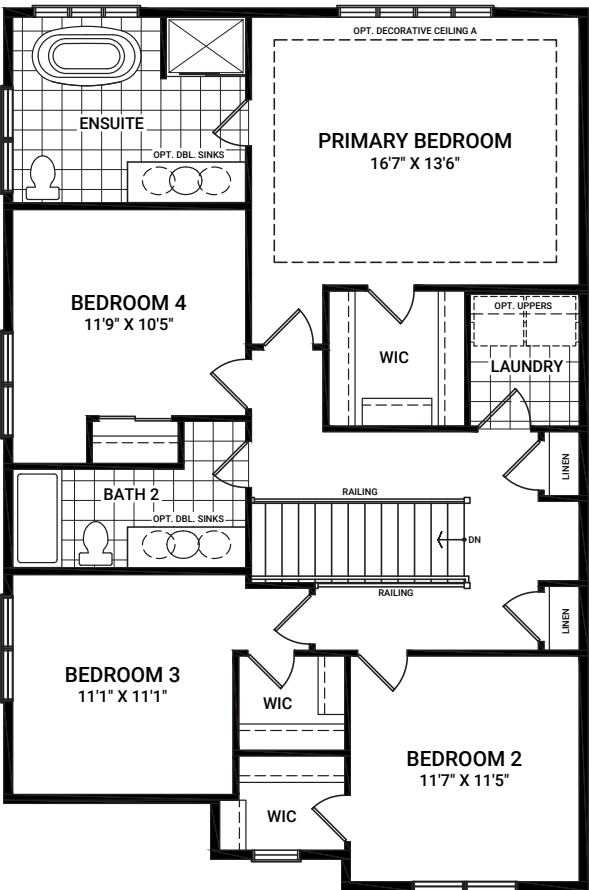 OPT. DECORATIVE CEILING A
ENSUITE
OPT. DBL. SINKS
PRIMARY BEDROOM
16'7" X 13'6"
BEDROOM 4
11'9" X 10'5"
WIC
OPT. UPPERS
LAUNDRY
LINEN
BATH 2
OPT. DBL. SINKS
RAILING
DN
RAILING
LINEN
BEDROOM 3
11'1" X 11'1"
WIC
BEDROOM 2
11'7" X 11'5"
WIC